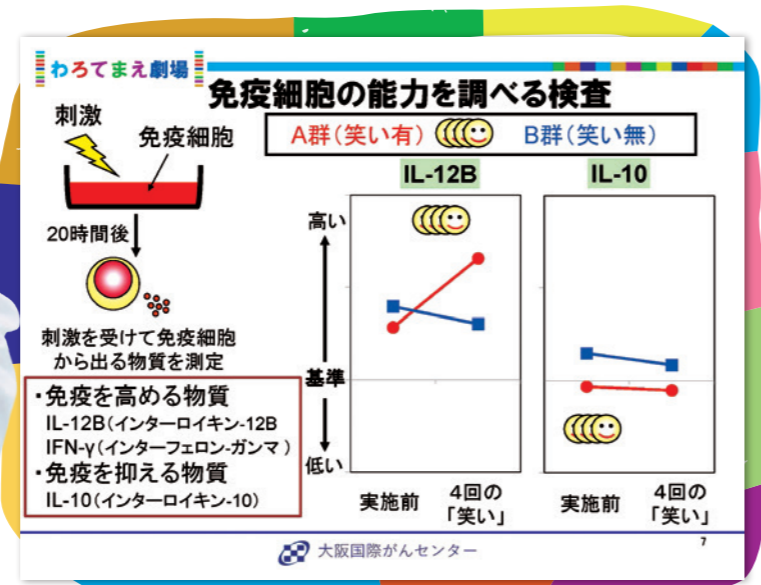 わろてまえ劇場
免疫細胞の能力を調べる検査
刺激
免疫細胞
20時間後
刺激を受けて免疫細胞
から出る物質を測定
・免疫を高める物質
IL-12B(インターロイキン-12B
IFN-γ(インターフェロン-ガンマ)
・免疫を抑える物質
IL-10(インターロイキン-10)
A群(笑い有)
B群(笑い無)
IL-12B
IL-10
高い
基準
低い
実施前
4回の
「笑い」
実施前
4回の
「笑い」
大阪国際がんセンター
7